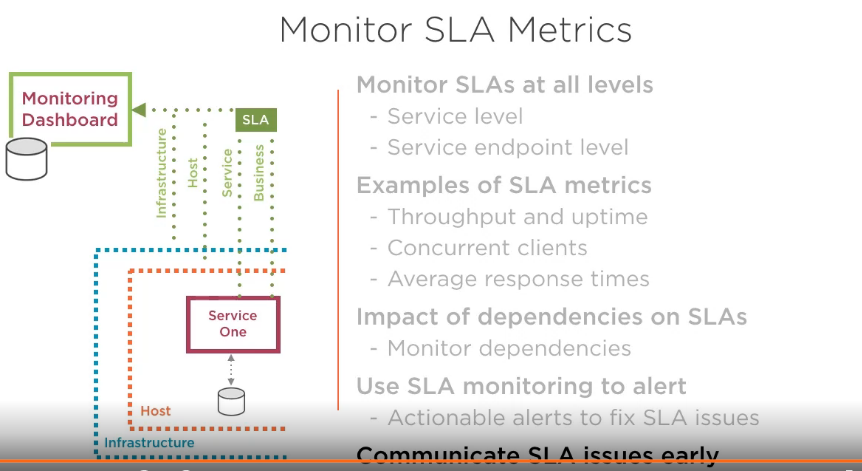 Monitor SLA Metrics
Monitoring
Dashboard
SLA
Infrastructure
Host
Service
Business
Service
One
Host
Infrastructure
Monitor SLAs at all levels
- Service level
- Service endpoint level
Examples of SLA metrics
- Throughput and uptime
- Concurrent clients
- Average response times
Impact of dependencies on SLAs
- Monitor dependencies
Use SLA monitoring to alert
- Actionable alerts to fix SLA issues
Communicate SLA issues early